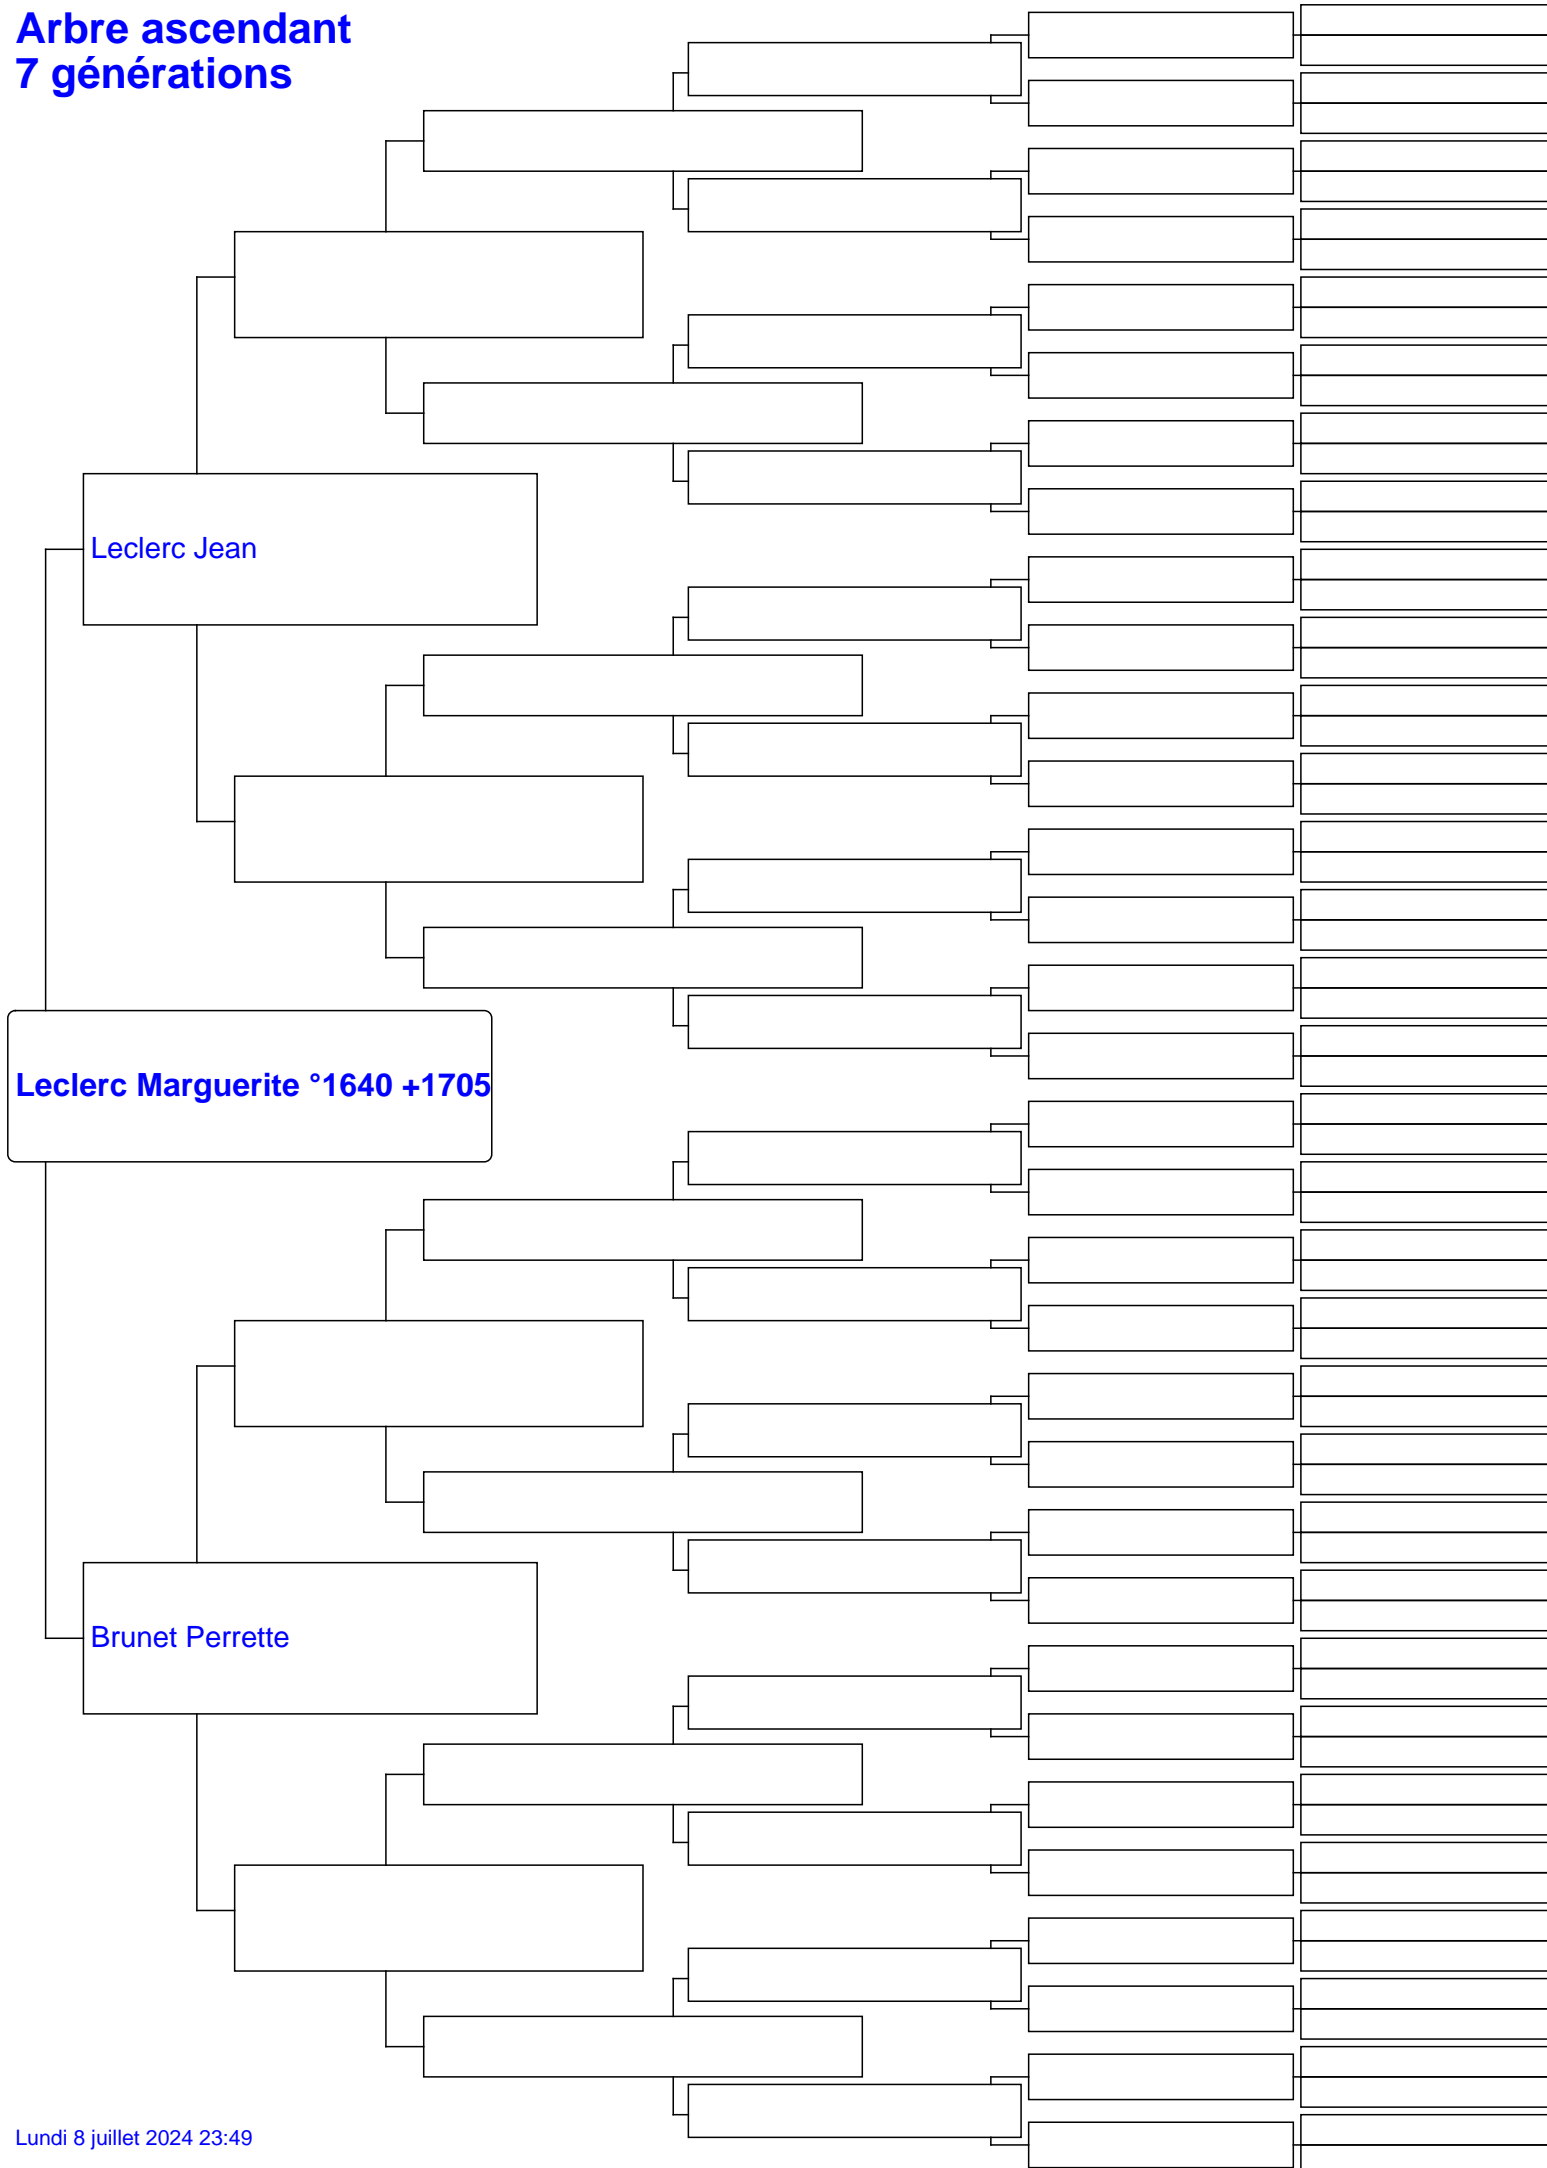 Arbre ascendant
7 générations
Leclerc Jean
Leclerc Marguerite °1640 +1705
Brunet Perrette
Lundi 8 juillet 2024 23:49